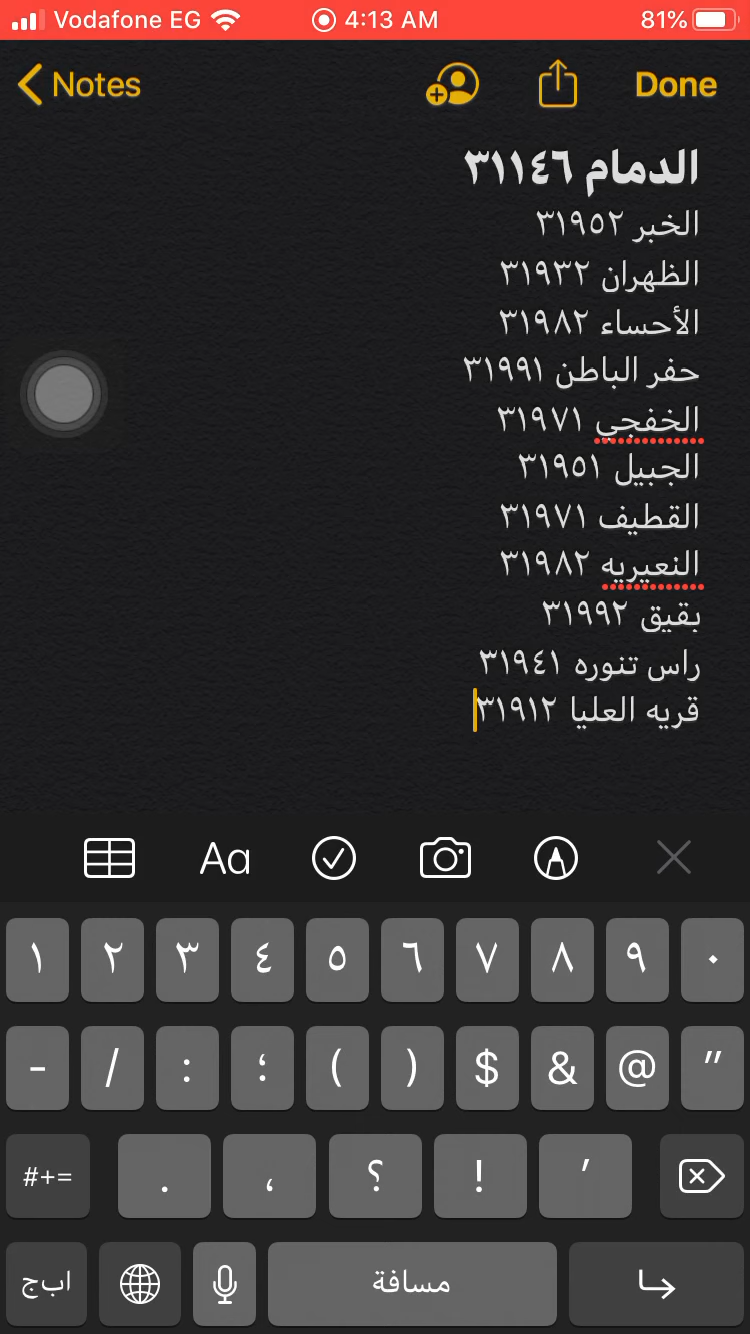 Vodafone EG 4:13 AM 81%
Notes Done
الدمام ٣١١٤٦
الخبر ٣١٩٥٢
الظهران ٣١٩٣٢
الأحساء ٣١٩٨٢
حفر الباطن ٣١٩٩١
الخفجي ٣١٩٧١
الجبيل ٣١٩٥١
القطيف ٣١٩٧١
النعيريه ٣١٩٨٢
بقيق ٣١٩٩٢
راس تنوره ٣١٩٤١
قريه العليا ٣١٩١٢
Aa
١ ٢ ٣ ٤ ٥ ٦ ٧ ٨ ٩ ٠
- / : ؛ ( ) $ & @ "
#+= . ، ؟ ! '
اب‌ج مسافة